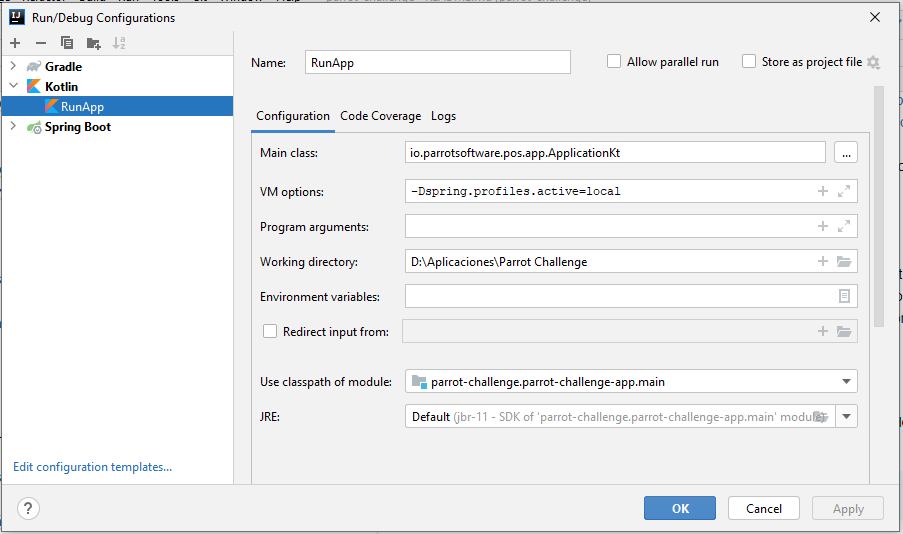 Run/Debug Configurations
Name:
RunApp
Allow parallel run
Store as project file
Gradle
Kotlin
RunApp
Spring Boot
Configuration
Code Coverage
Logs
Main class:
io.parrotsoftware.pos.app.ApplicationKt
...
VM options:
-Dspring.profiles.active=local
Program arguments:
Working directory:
D:\Aplicaciones\Parrot Challenge
Environment variables:
Redirect input from:
Use classpath of module:
parrot-challenge.parrot-challenge-app.main
JRE:
Default (jbr-11 - SDK of 'parrot-challenge.parrot-challenge-app.main' module)
Edit configuration templates...
?
OK
Cancel
Apply